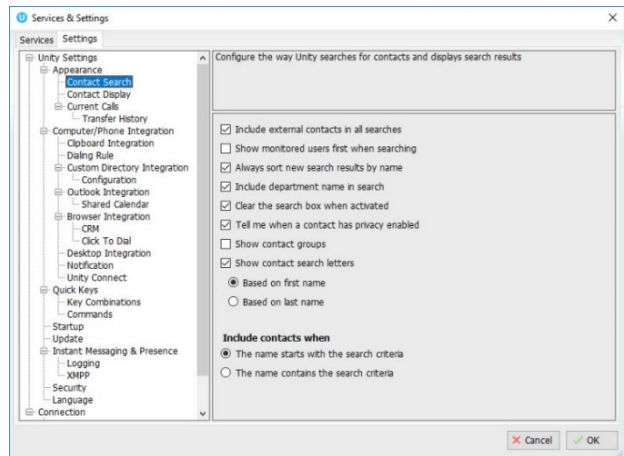 Services & Settings
Services
Settings
Unity Settings
Appearance
Contact Search
Contact Display
Current Calls
Transfer History
Computer/Phone Integration
Clipboard Integration
Dialing Rule
Custom Directory Integration
Configuration
Outlook Integration
Shared Calendar
Browser Integration
CRM
Click To Dial
Desktop Integration
Notification
Unity Connect
Quick Keys
Key Combinations
Commands
Startup
Update
Instant Messaging & Presence
Logging
XMPP
Security
Language
Connection
Configure the way Unity searches for contacts and displays search results
Include external contacts in all searches
Show monitored users first when searching
Always sort new search results by name
Include department name in search
Clear the search box when activated
Tell me when a contact has privacy enabled
Show contact groups
Show contact search letters
Based on first name
Based on last name
Include contacts when
The name starts with the search criteria
The name contains the search criteria
Cancel
OK